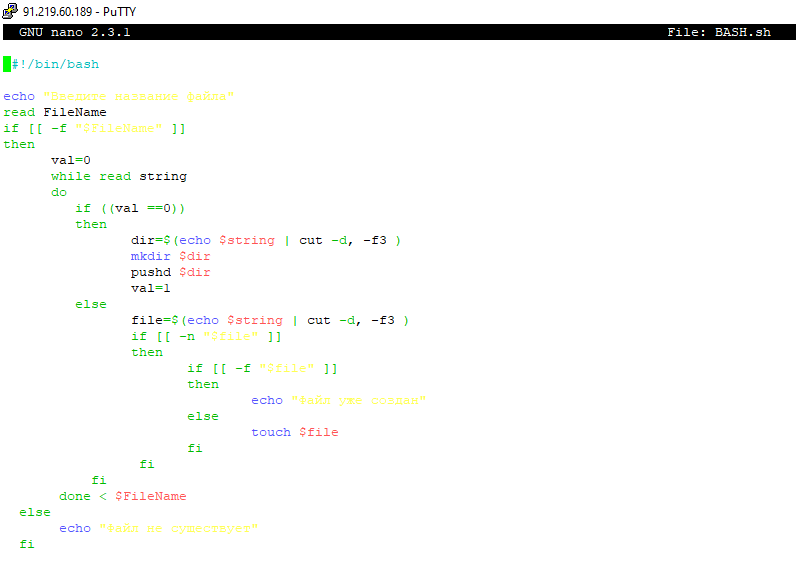 91.219.60.189 - PuTTY
GNU nano 2.3.1 File: BASH.sh
#!/bin/bash
echo "Введите название файла"
read FileName
if [[ -f "$FileName" ]]
then
val=0
while read string
do
if ((val ==0))
then
dir=$(echo $string | cut -d, -f3 )
mkdir $dir
pushd $dir
val=1
else
file=$(echo $string | cut -d, -f3 )
if [[ -n "$file" ]]
then
if [[ -f "$file" ]]
then
echo "Файл уже создан"
else
touch $file
fi
fi
fi
done < $FileName
else
echo "Файл не существует"
fi